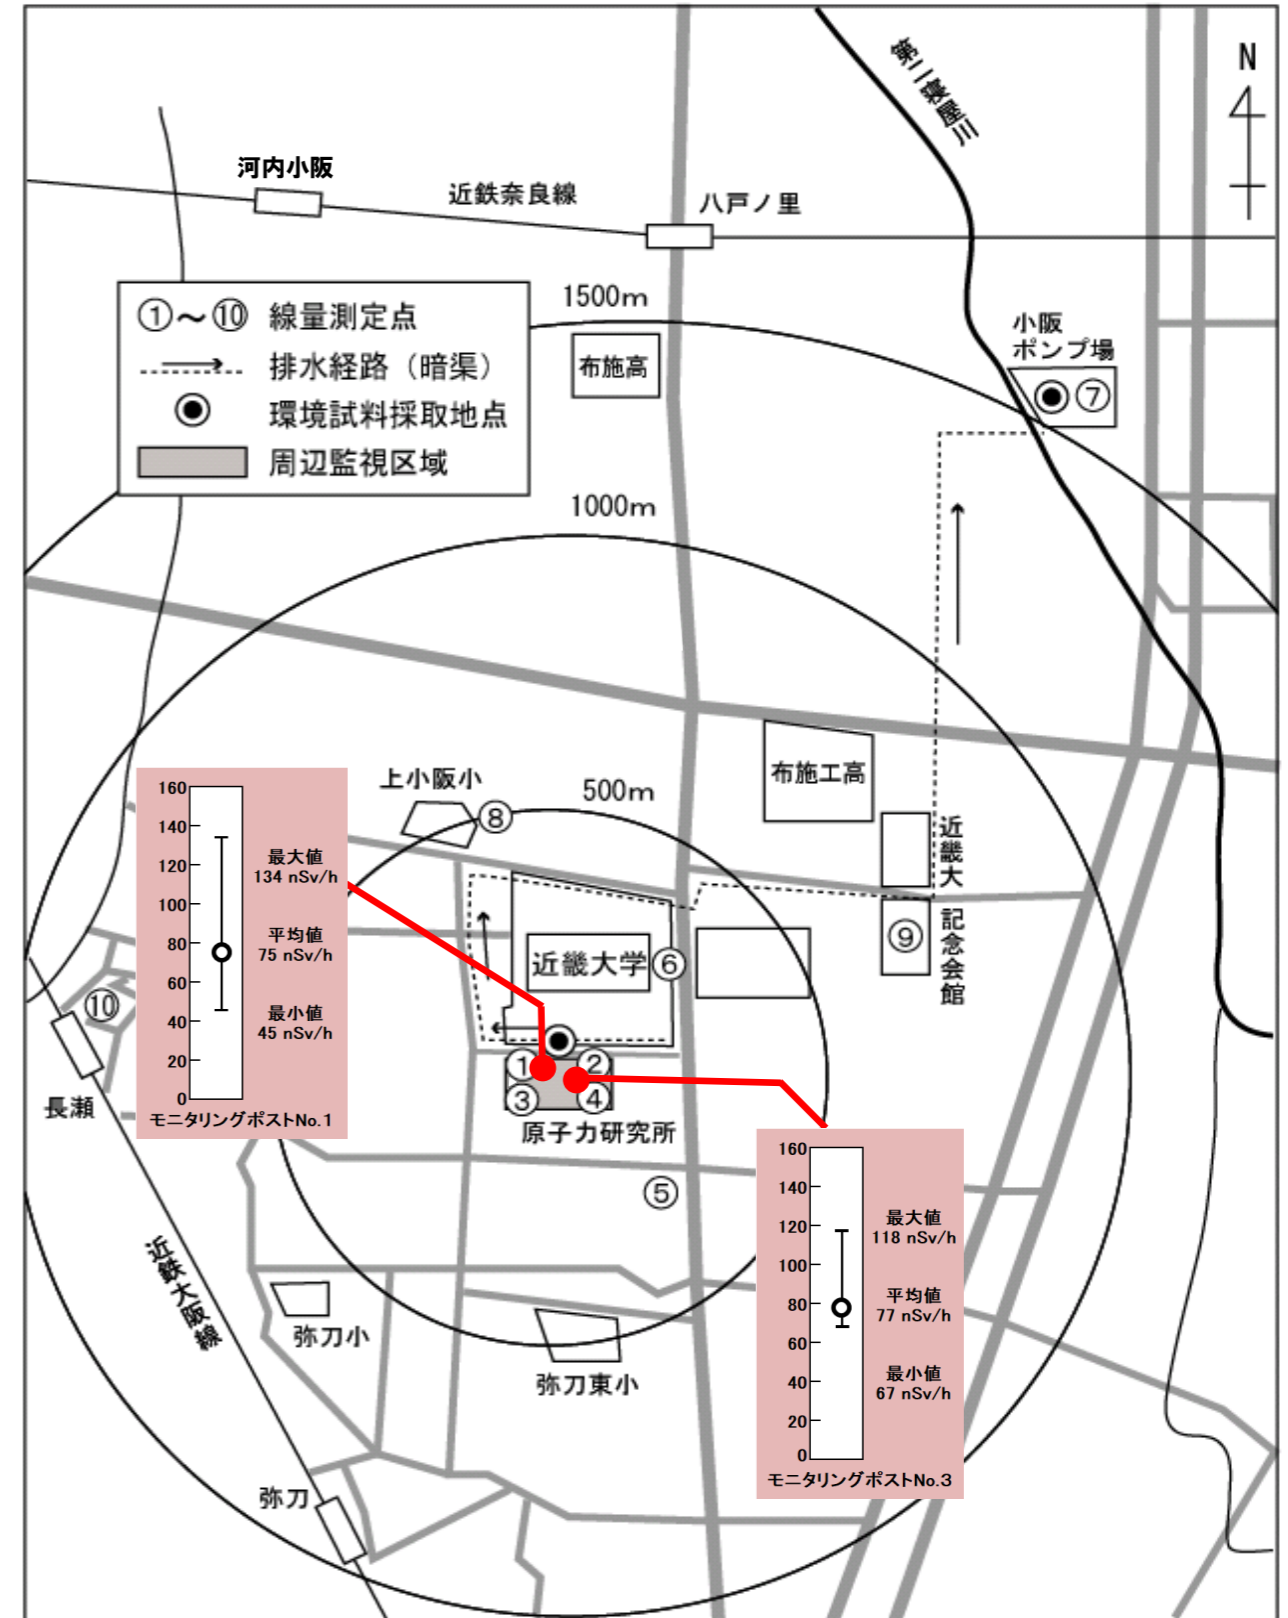 第二寝屋川
N
河内小阪
近鉄奈良線
八戸ノ里
1500m
①～⑩ 線量測定点
排水経路（暗渠）
環境試料採取地点
周辺監視区域
布施高
小阪
ポンプ場
⑦
1000m
布施工高
上小阪小
⑧
500m
近畿大
記念会館
⑨
近畿大学
⑥
160
140
120
100
80
60
40
20
0
最大値
134 nSv/h
平均値
75 nSv/h
最小値
45 nSv/h
モニタリングポストNo.1
⑩
長瀬
①
②
③
④
原子力研究所
⑤
160
140
120
100
80
60
40
20
0
最大値
118 nSv/h
平均値
77 nSv/h
最小値
67 nSv/h
モニタリングポストNo.3
近鉄大阪線
弥刀小
弥刀東小
弥刀